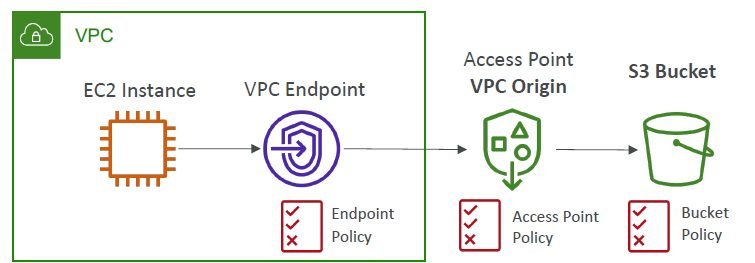 VPC
EC2 Instance
VPC Endpoint
Access Point
VPC Origin
S3 Bucket
Endpoint
Policy
Access Point
Policy
Bucket
Policy